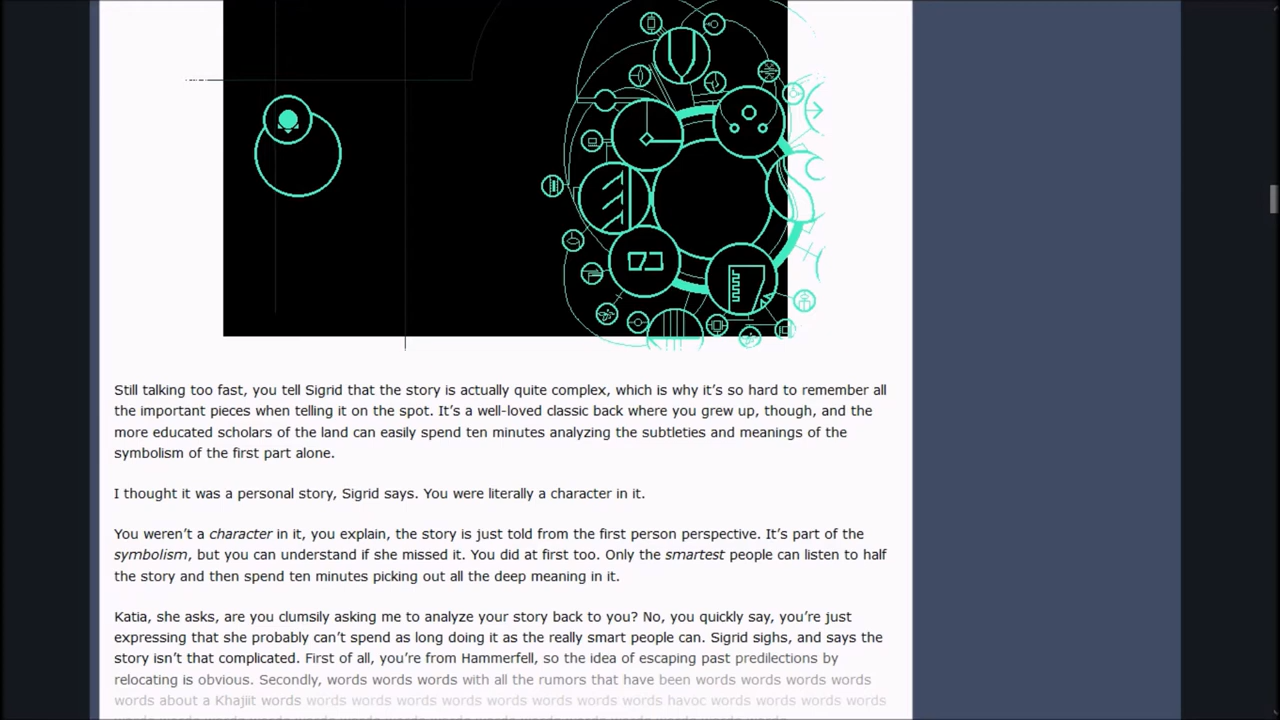 Still talking too fast, you tell Sigrid that the story is actually quite complex, which is why it’s so hard to remember all
the important pieces when telling it on the spot. It’s a well-loved classic back where you grew up, though, and the
more educated scholars of the land can easily spend ten minutes analyzing the subtleties and meanings of the
symbolism of the first part alone.
I thought it was a personal story, Sigrid says. You were literally a character in it.
You weren’t a character in it, you explain, the story is just told from the first person perspective. It’s part of the
symbolism, but you can understand if she missed it. You did at first too. Only the smartest people can listen to half
the story and then spend ten minutes picking out all the deep meaning in it.
Katia, she asks, are you clumsily asking me to analyze your story back to you? No, you quickly say, you’re just
expressing that she probably can’t spend as long doing it as the really smart people can. Sigrid sighs, and says the
story isn’t that complicated. First of all, you’re from Hammerfell, so the idea of escaping past predilections by
relocating is obvious. Secondly, words words words with all the rumors that have been words words words words
words about a Khajiit words words words words words words words words words havoc words words words words